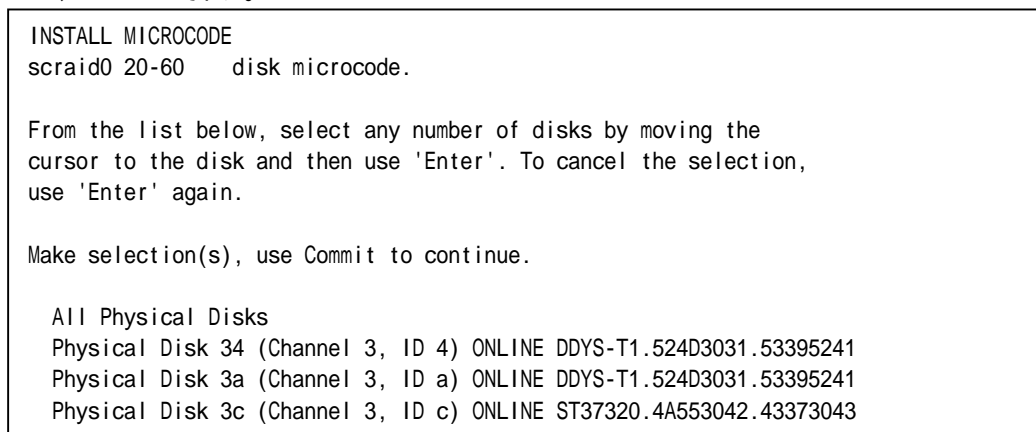 INSTALL MICROCODE
scraid0 20-60 disk microcode.
From the list below, select any number of disks by moving the
cursor to the disk and then use 'Enter'. To cancel the selection,
use 'Enter' again.
Make selection(s), use Commit to continue.
All Physical Disks
Physical Disk 34 (Channel 3, ID 4) ONLINE DDYS-T1.524D3031.53395241
Physical Disk 3a (Channel 3, ID a) ONLINE DDYS-T1.524D3031.53395241
Physical Disk 3c (Channel 3, ID c) ONLINE ST37320.4A553042.43373043